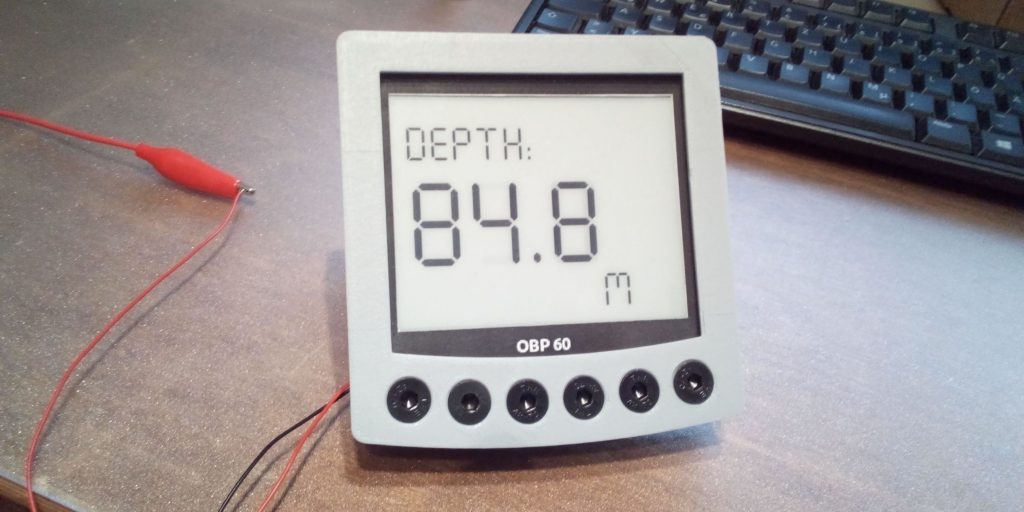 DEPTH:
84.8
M
OBP 60